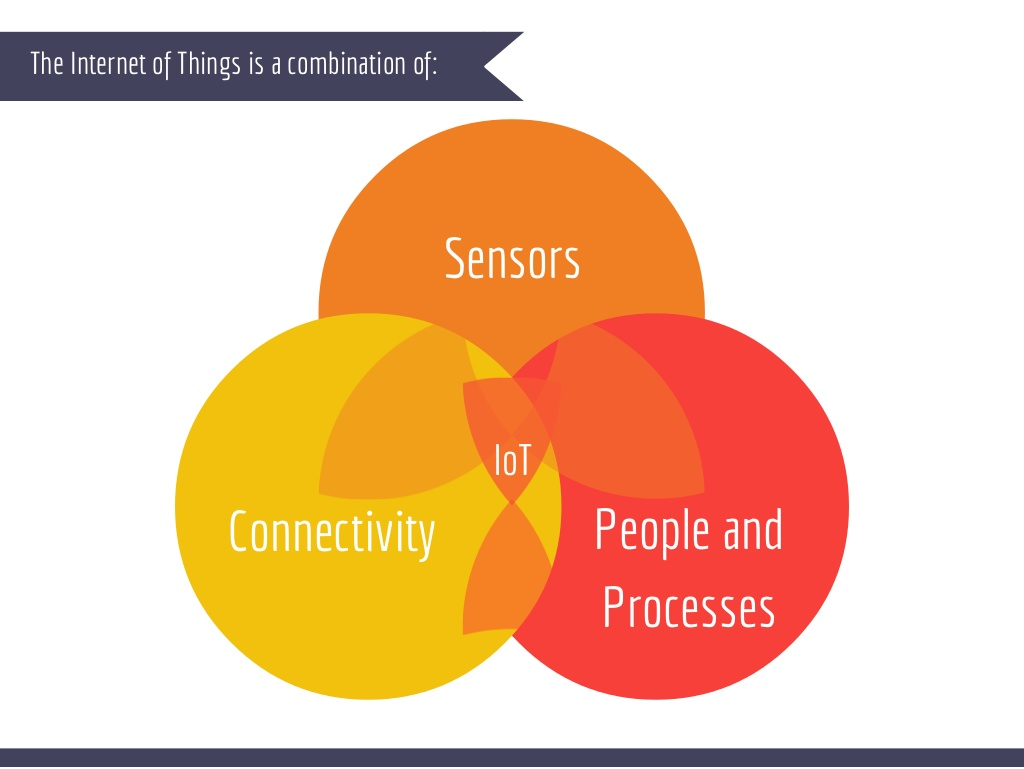 The Internet of Things is a combination of:
Sensors
IoT
Connectivity
People and
Processes